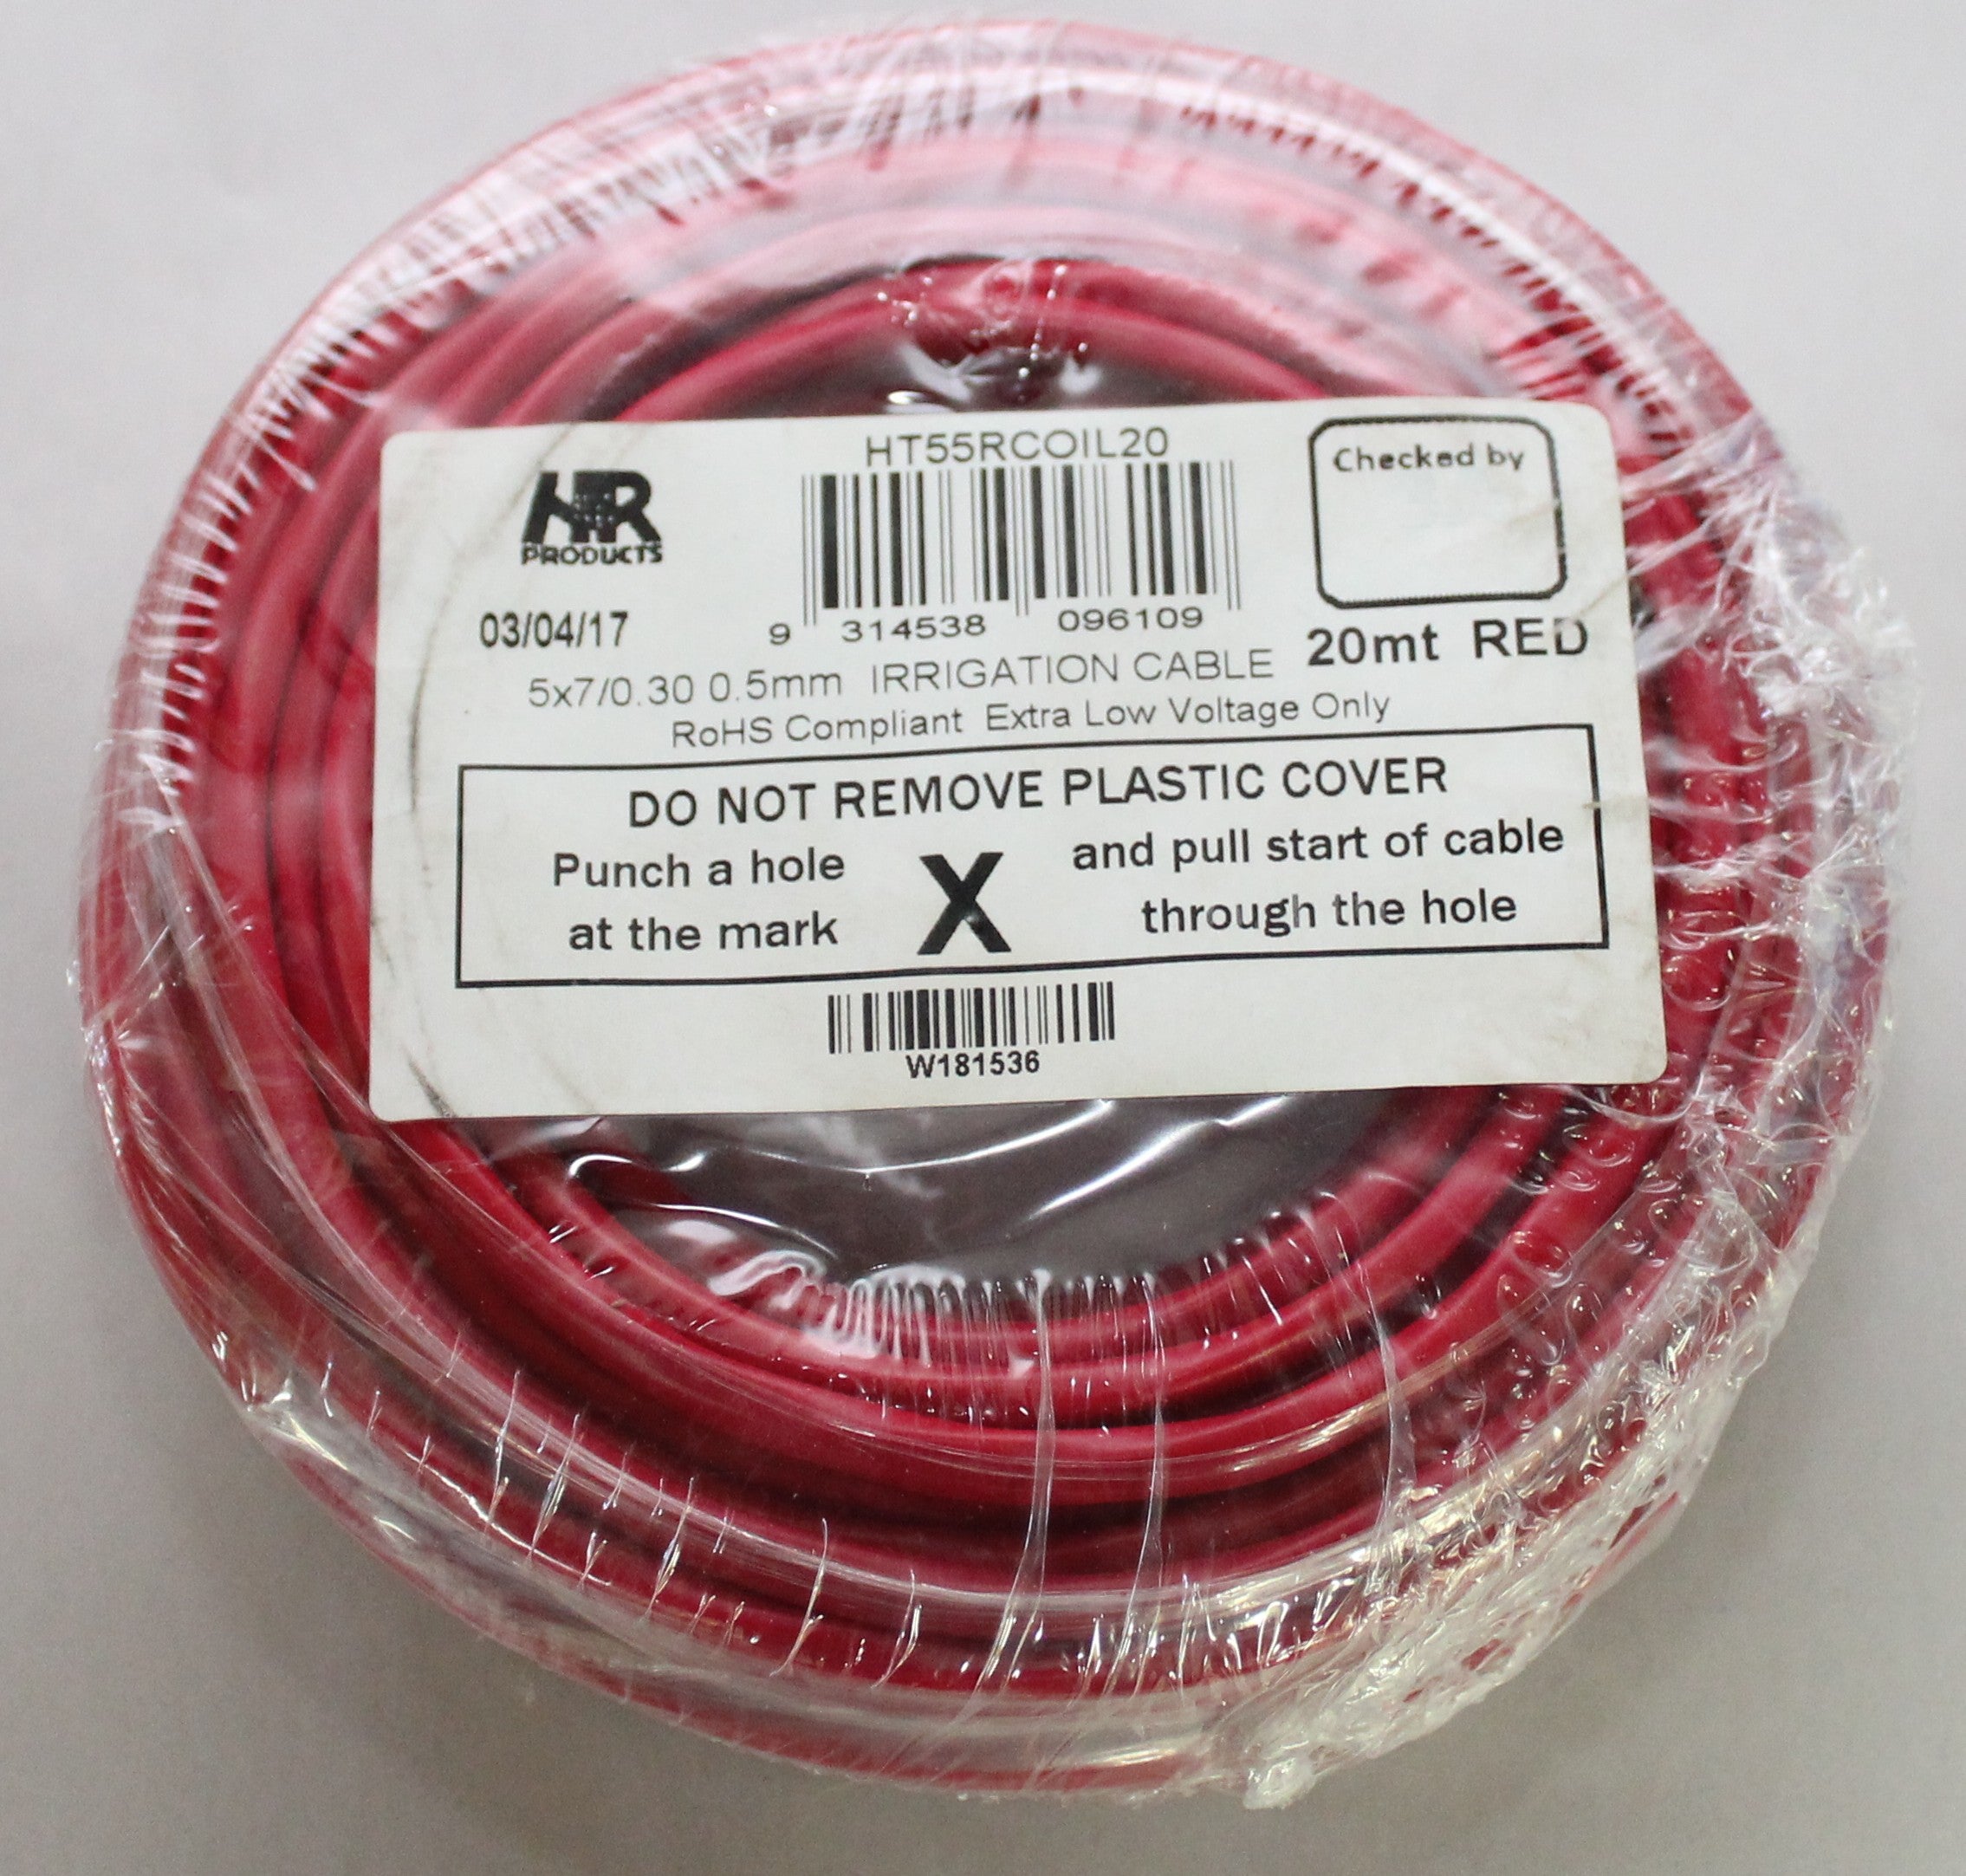 HT55RCOIL20
HR
PRODUCTS
Checked by
03/04/17
9 314538 096109
20mt RED
5x7/0.30 0.5mm IRRIGATION CABLE
RoHS Compliant Extra Low Voltage Only
DO NOT REMOVE PLASTIC COVER
Punch a hole
at the mark
X
and pull start of cable
through the hole
W181536